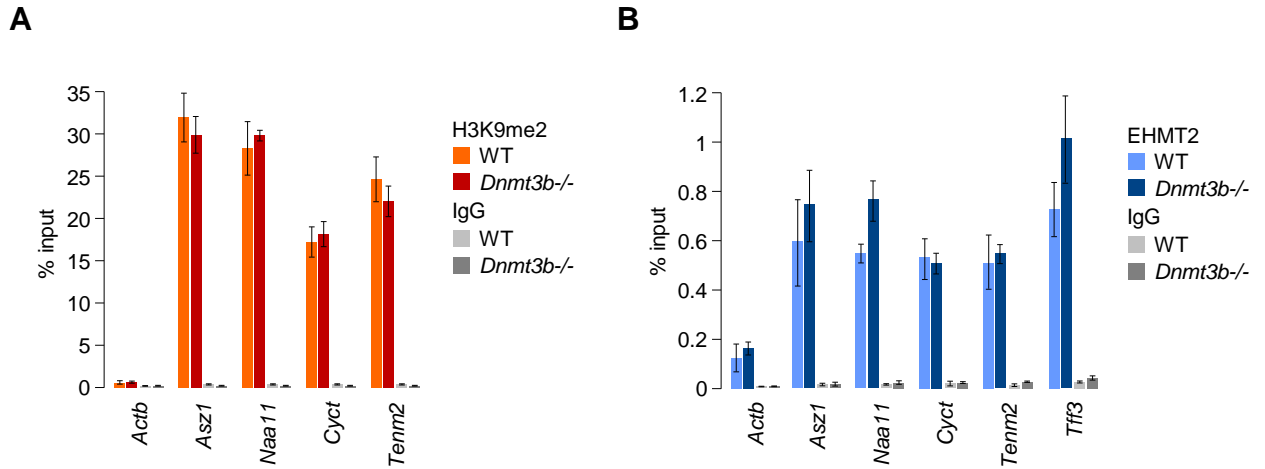 A
35
30
25
20
15
10
5
0
% input
Actb
Asz1
Naa11
Cyct
Tenm2
H3K9me2
WT
Dnmt3b-/-
IgG
WT
Dnmt3b-/-
B
1.2
1
0.8
0.6
0.4
0.2
0
% input
Actb
Asz1
Naa11
Cyct
Tenm2
Tff3
EHMT2
WT
Dnmt3b-/-
IgG
WT
Dnmt3b-/-